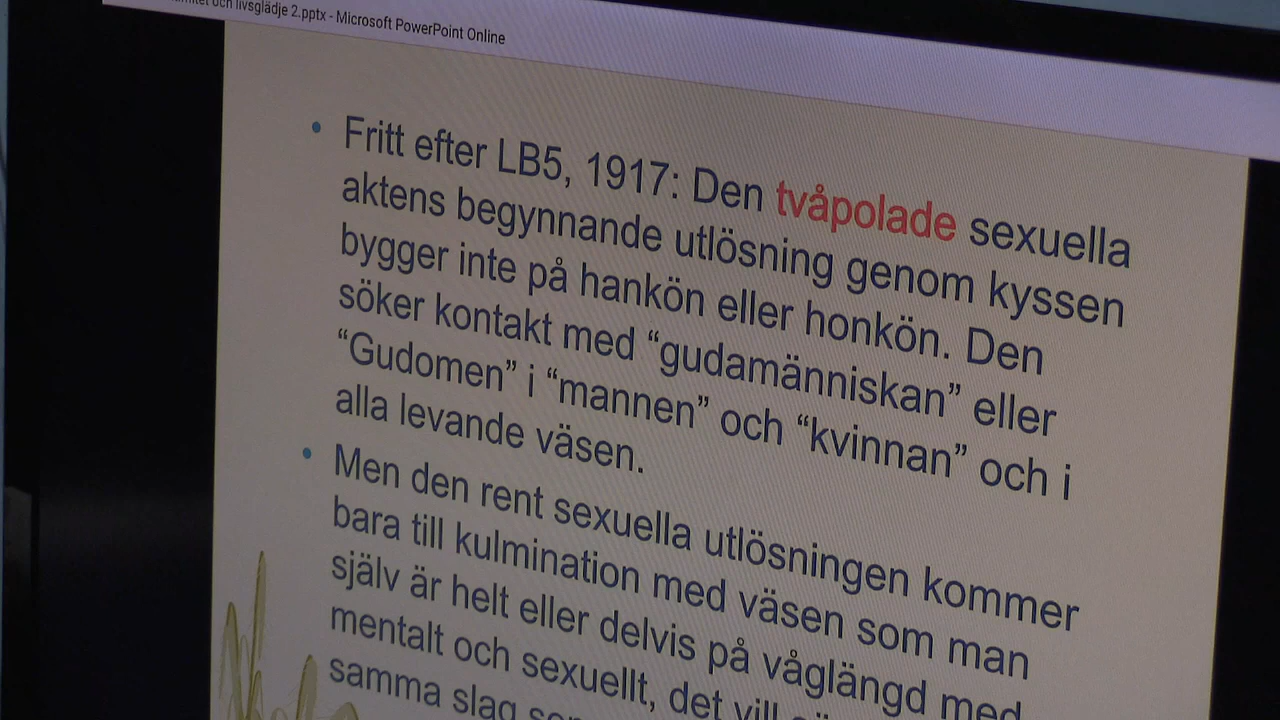 och livsglädje 2.pptx - Microsoft PowerPoint Online
• Fritt efter LB5, 1917: Den tvåpolade sexuella
aktens begynnande utlösning genom kyssen
bygger inte på hankön eller honkön. Den
söker kontakt med “gudamänniskan” eller
“Gudomen” i “mannen” och “kvinnan” och i
alla levande väsen.
• Men den rent sexuella utlösningen kommer
bara till kulmination med väsen som man
själv är helt eller delvis på våglängd med
mentalt och sexuellt, det vill
samma slag